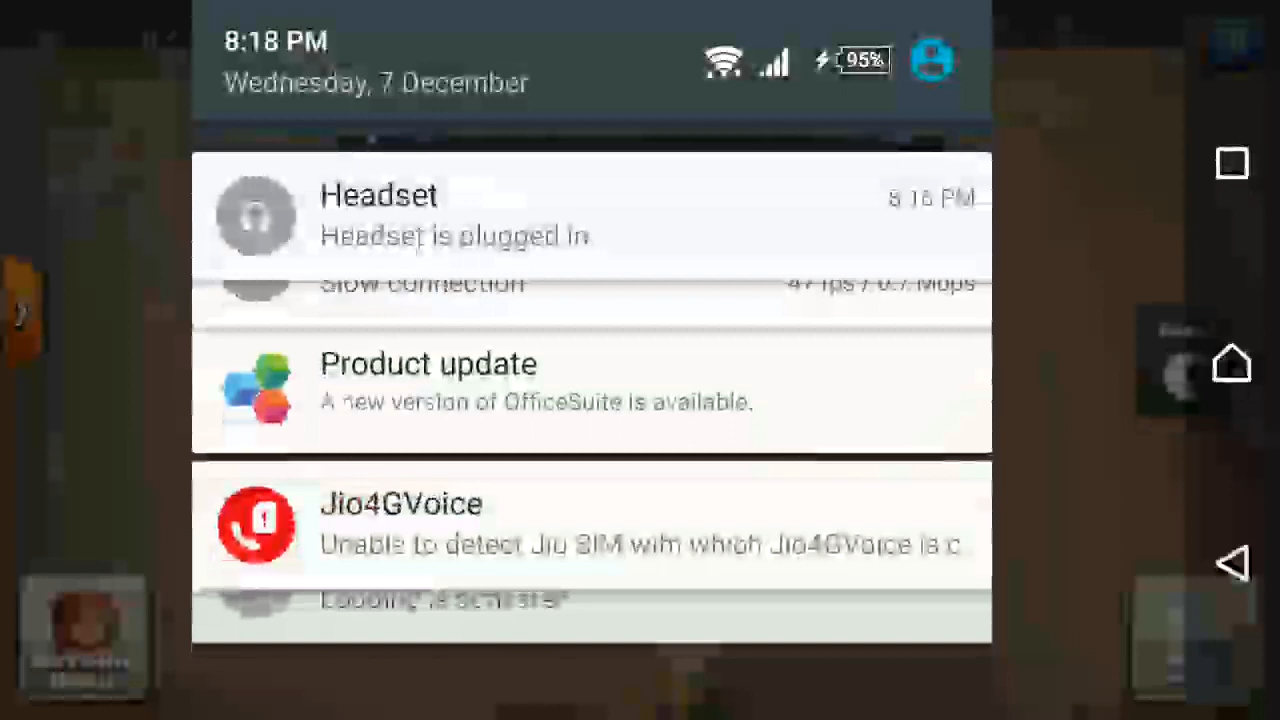 8:18 PM
95%
Wednesday, 7 December
Headset
8:16 PM
Headset is plugged in
Slow connection
Product update
A new version of OfficeSuite is available.
Jio4GVoice
Unable to detect Jio SIM with which Jio4GVoice is c